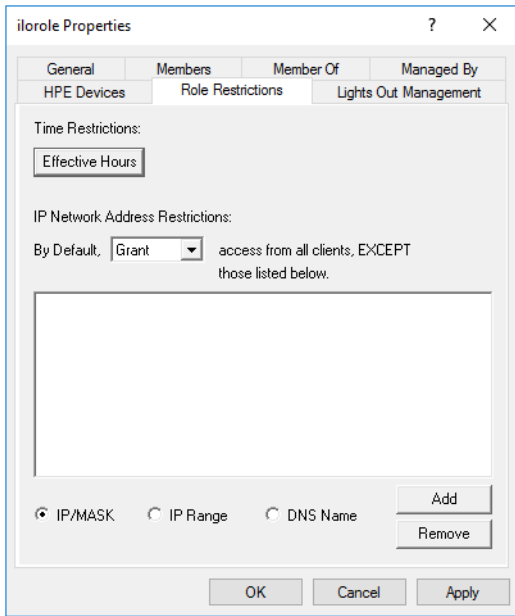 ilorole Properties
? ×
General Members Member Of Managed By
HPE Devices Role Restrictions Lights Out Management
Time Restrictions:
Effective Hours
IP Network Address Restrictions:
By Default, Grant access from all clients, EXCEPT
those listed below.
Add
IP/MASK IP Range DNS Name
Remove
OK Cancel Apply